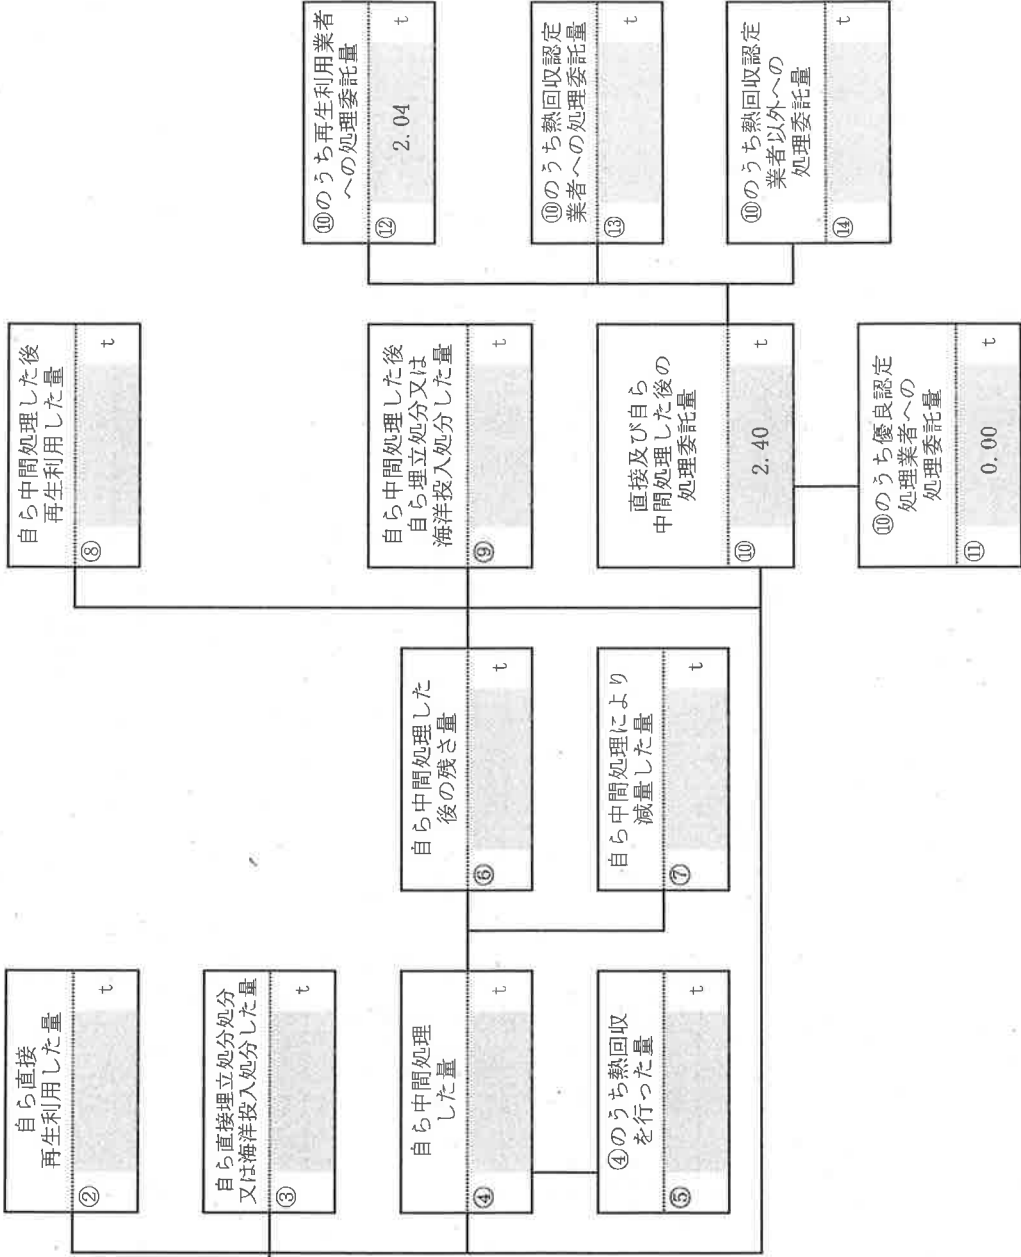 自ら直接
再生利用した量
② t
自ら直接埋立処分処分
又は海洋投入処分した量
③ t
自ら中間処理
した量
④ t
④のうち熱回収
を行った量
⑤ t
自ら中間処理した
後の残さ量
⑥ t
自ら中間処理により
減量した量
⑦ t
自ら中間処理した後
再生利用した量
⑧ t
自ら中間処理した後
自ら埋立処分又は
海洋投入処分した量
⑨ t
直接及び自ら
中間処理した後の
処理委託量
⑩ 2.40 t
⑩のうち優良認定
処理業者への
処理委託量
⑪ 0.00 t
⑩のうち再生利用業者
への処理委託量
⑫ 2.04 t
⑩のうち熱回収認定
業者への処理委託量
⑬ t
⑩のうち熱回収認定
業者以外への
処理委託量
⑭ t